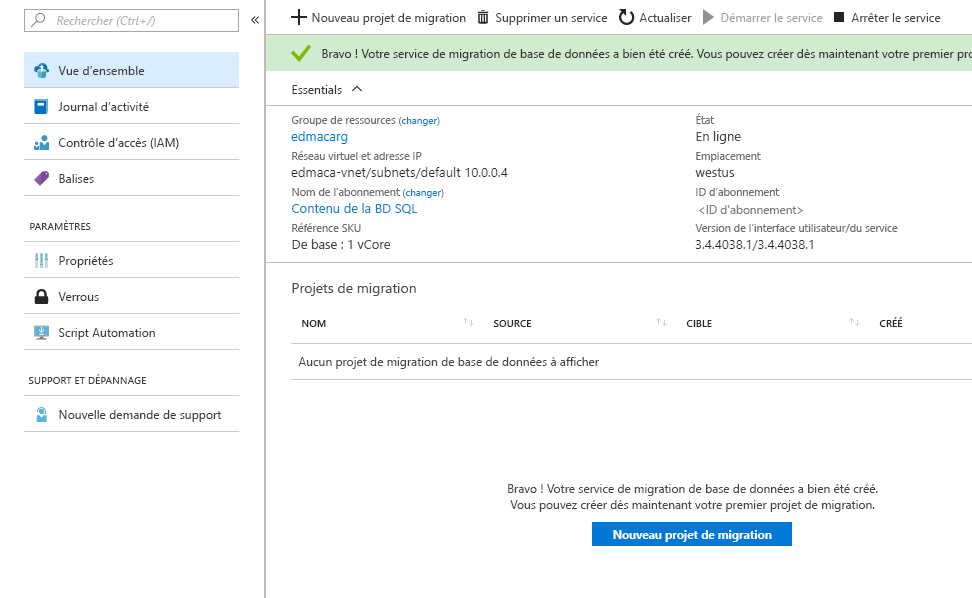 Rechercher (Ctrl+/)
«
Vue d'ensemble
Journal d'activité
Contrôle d'accès (IAM)
Balises
PARAMÈTRES
Propriétés
Verrous
Script Automation
SUPPORT ET DÉPANNAGE
Nouvelle demande de support
Nouveau projet de migration Supprimer un service Actualiser Démarrer le service Arrêter le service
Bravo ! Votre service de migration de base de données a bien été créé. Vous pouvez créer dès maintenant votre premier pro
Essentials
Groupe de ressources (changer)
edmacarg
Réseau virtuel et adresse IP
edmaca-vnet/subnets/default 10.0.0.4
Nom de l'abonnement (changer)
Contenu de la BD SQL
Référence SKU
De base : 1 vCore
État
En ligne
Emplacement
westus
ID d'abonnement
<ID d'abonnement>
Version de l'interface utilisateur/du service
3.4.4038.1/3.4.4038.1
Projets de migration
NOM SOURCE CIBLE CRÉÉ
Aucun projet de migration de base de données à afficher
Bravo ! Votre service de migration de base de données a bien été créé.
Vous pouvez créer dès maintenant votre premier projet de migration.
Nouveau projet de migration